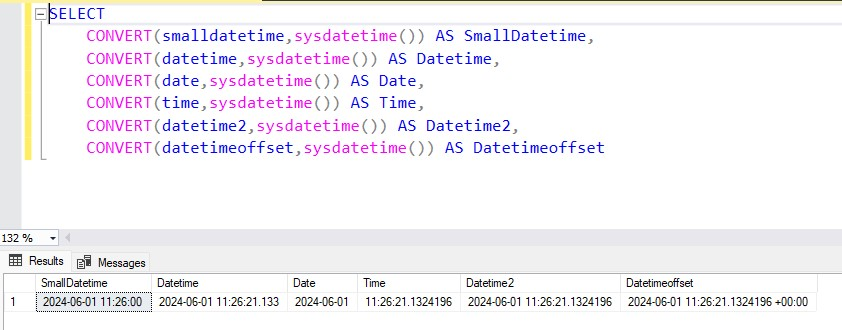 SELECT
CONVERT(smalldatetime,sysdatetime()) AS SmallDatetime,
CONVERT(datetime,sysdatetime()) AS Datetime,
CONVERT(date,sysdatetime()) AS Date,
CONVERT(time,sysdatetime()) AS Time,
CONVERT(datetime2,sysdatetime()) AS Datetime2,
CONVERT(datetimeoffset,sysdatetime()) AS Datetimeoffset
132 %
Results Messages
SmallDatetime Datetime Date Time Datetime2 Datetimeoffset
1 2024-06-01 11:26:00 2024-06-01 11:26:21.133 2024-06-01 11:26:21.1324196 2024-06-01 11:26:21.1324196 2024-06-01 11:26:21.1324196 +00:00